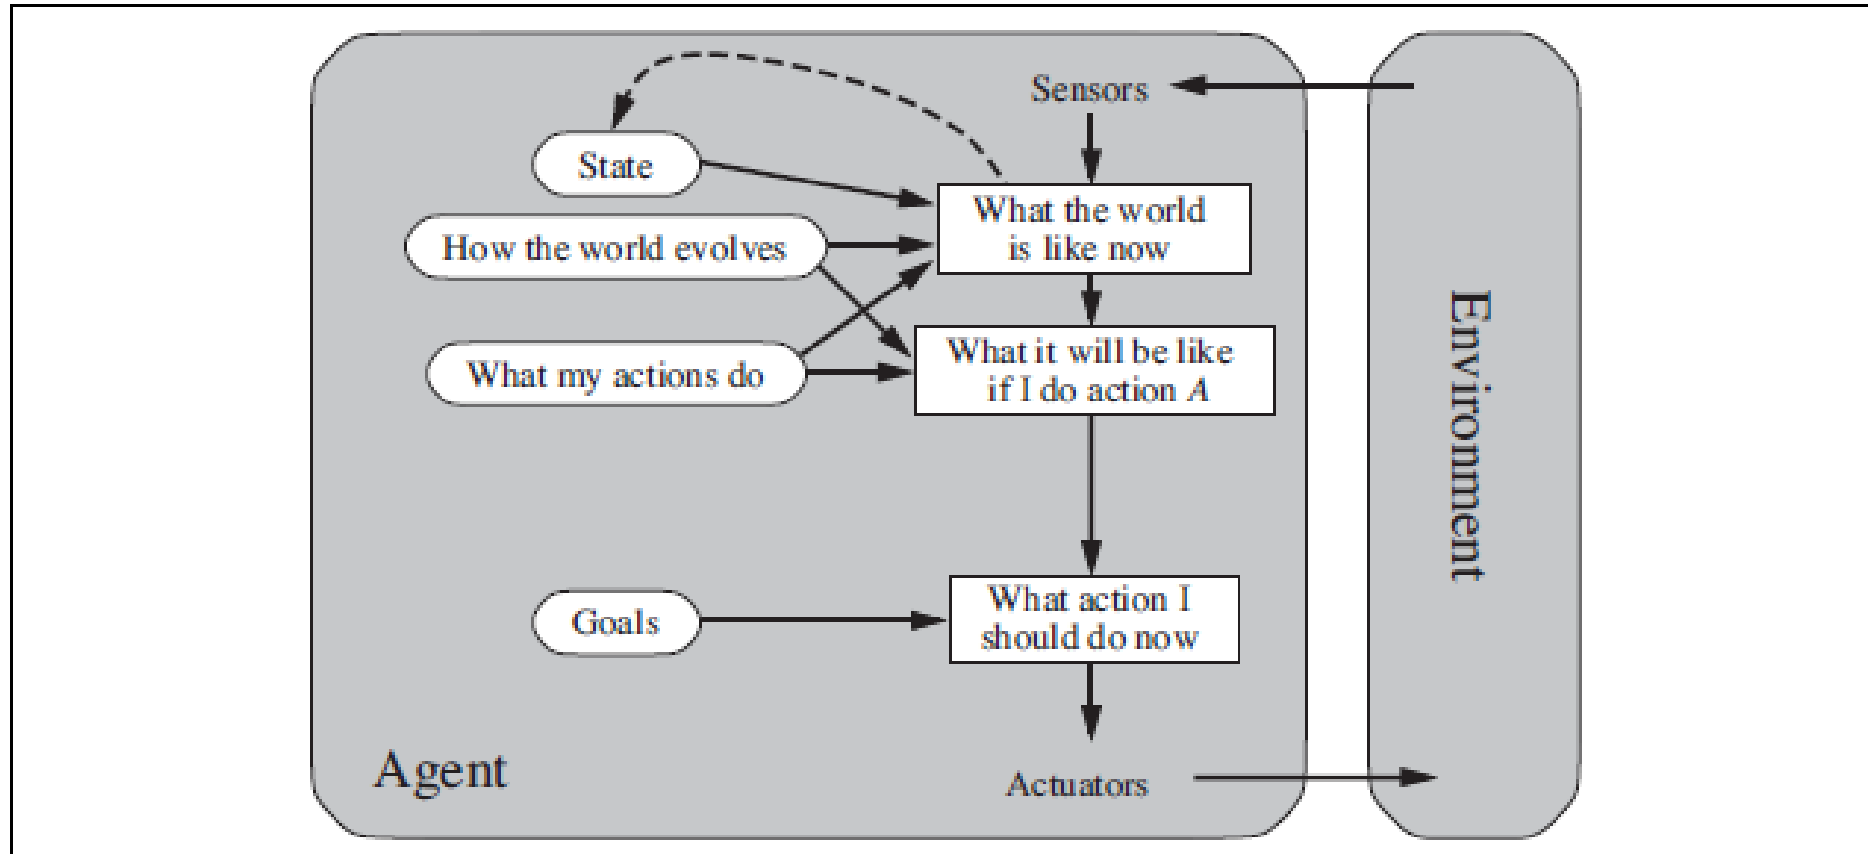 Sensors
State
What the world
is like now
How the world evolves
What it will be like
if I do action A
What my actions do
Environment
Goals
What action I
should do now
Agent
Actuators